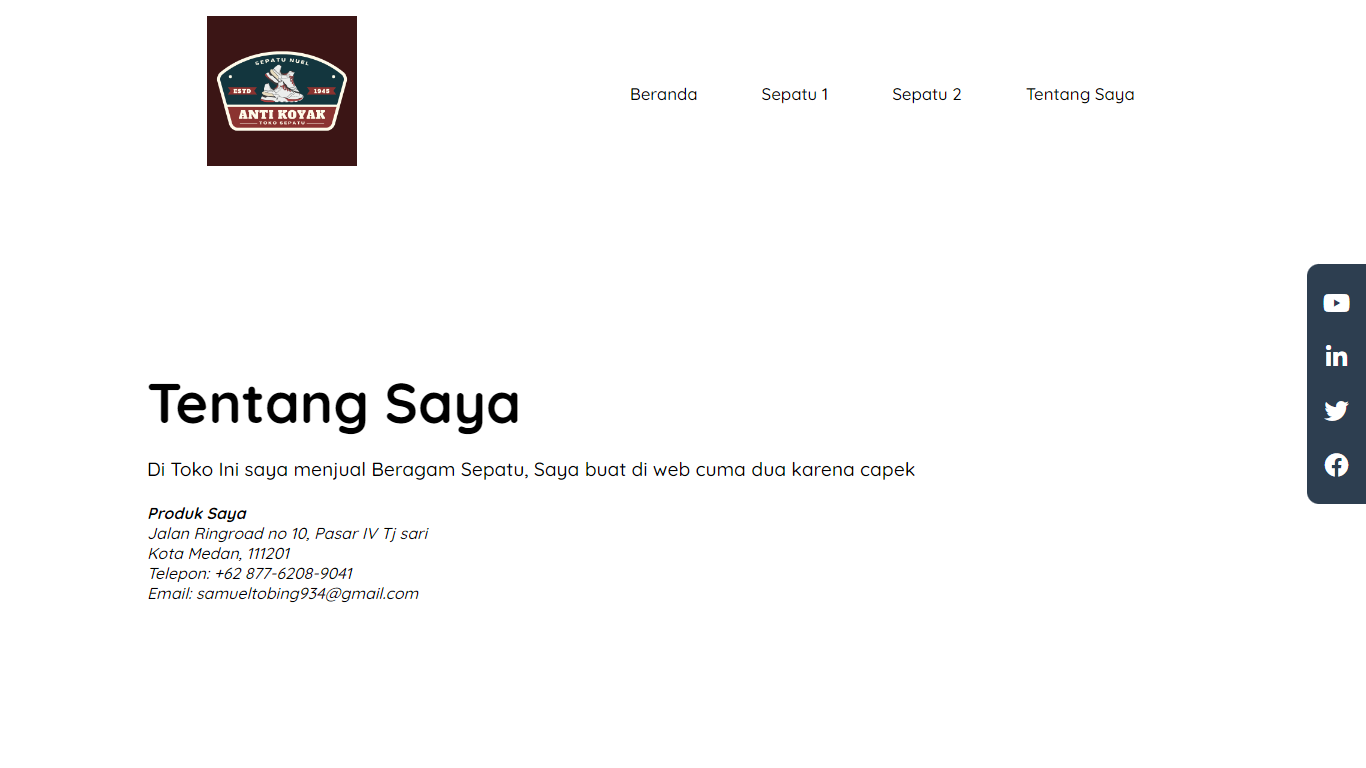 SEPATU NUEL
ESTD 1945
ANTI KOYAK
TOKO SEPATU
Beranda Sepatu 1 Sepatu 2 Tentang Saya
Tentang Saya
Di Toko Ini saya menjual Beragam Sepatu, Saya buat di web cuma dua karena capek
Produk Saya
Jalan Ringroad no 10, Pasar IV Tj sari
Kota Medan, 111201
Telepon: +62 877-6208-9041
Email: samueltobing934@gmail.com